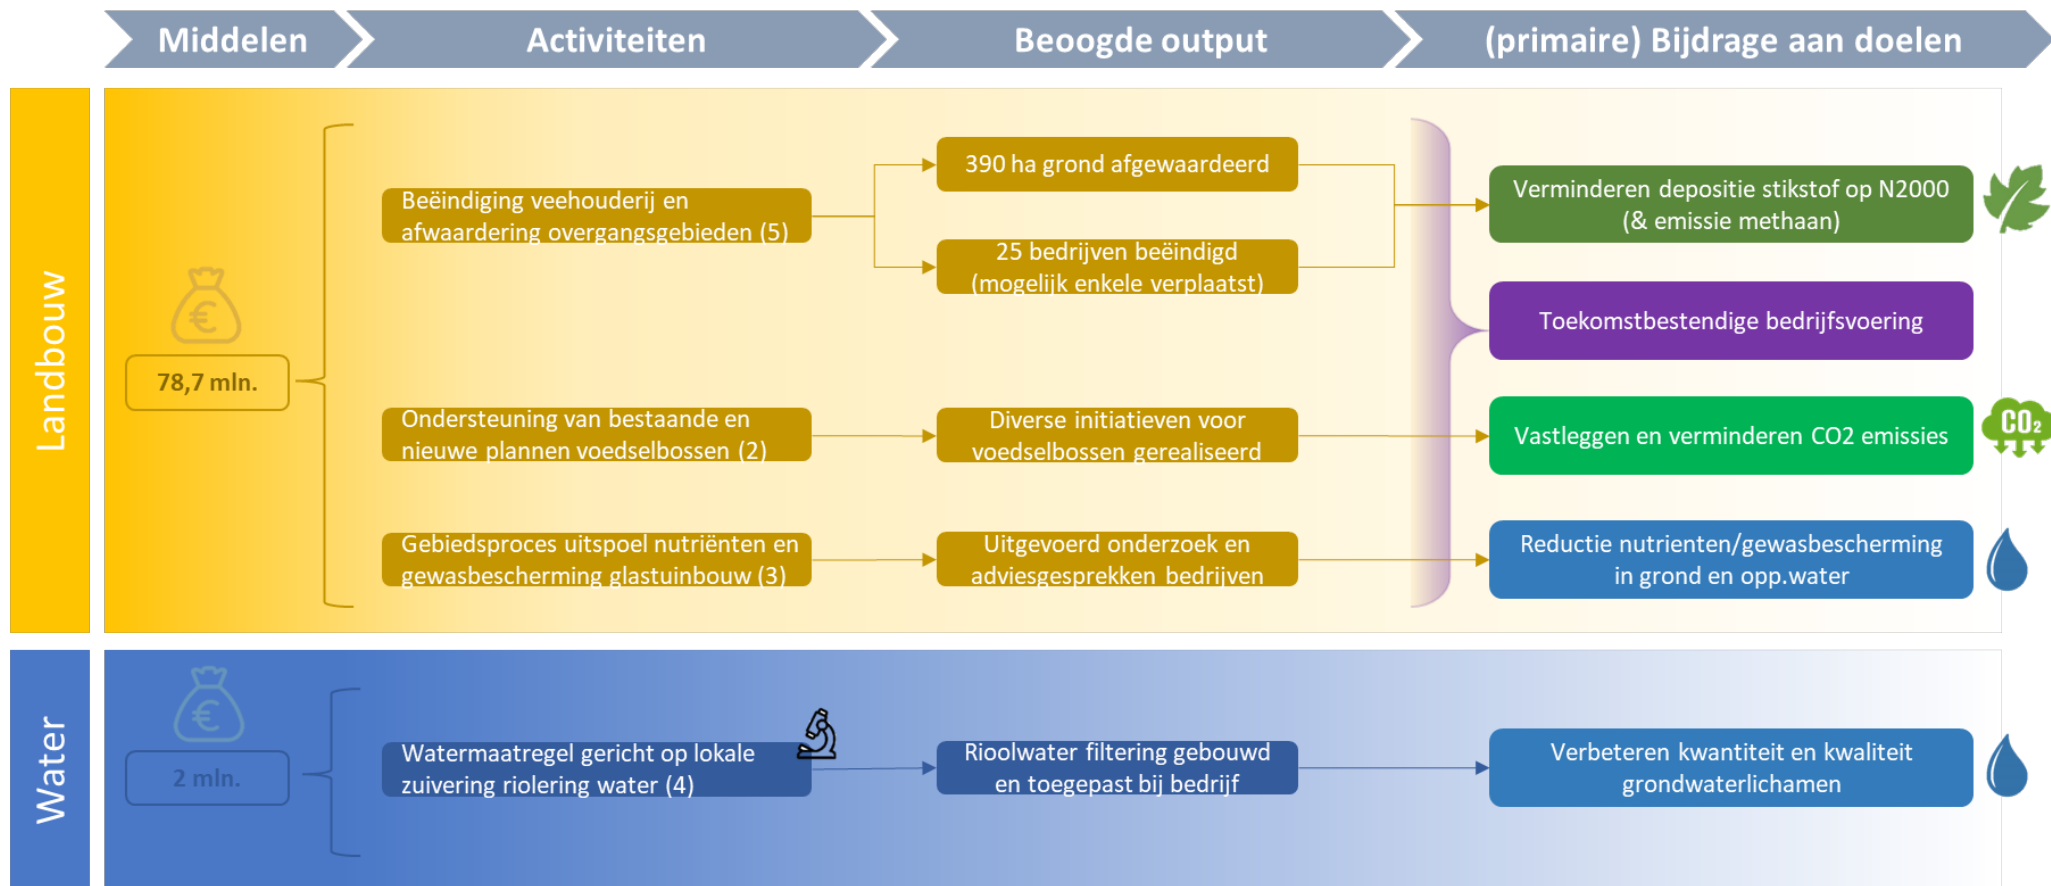 Middelen
Activiteiten
Beoogde output
(primaire) Bijdrage aan doelen
Landbouw
€
78,7 mln.
Beëindiging veehouderij en
afwaardering overgangsgebieden (5)
390 ha grond afgewaardeerd
25 bedrijven beëindigd
(mogelijk enkele verplaatst)
Verminderen depositie stikstof op N2000
(& emissie methaan)
Toekomstbestendige bedrijfsvoering
Ondersteuning van bestaande en
nieuwe plannen voedselbossen (2)
Diverse initiatieven voor
voedselbossen gerealiseerd
Vastleggen en verminderen CO2 emissies
CO2
Gebiedsproces uitspoel nutriënten en
gewasbescherming glastuinbouw (3)
Uitgevoerd onderzoek en
adviesgesprekken bedrijven
Reductie nutrienten/gewasbescherming
in grond en opp.water
Water
€
2 mln.
Watermaatregel gericht op lokale
zuivering riolering water (4)
Rioolwater filtering gebouwd
en toegepast bij bedrijf
Verbeteren kwantiteit en kwaliteit
grondwaterlichamen